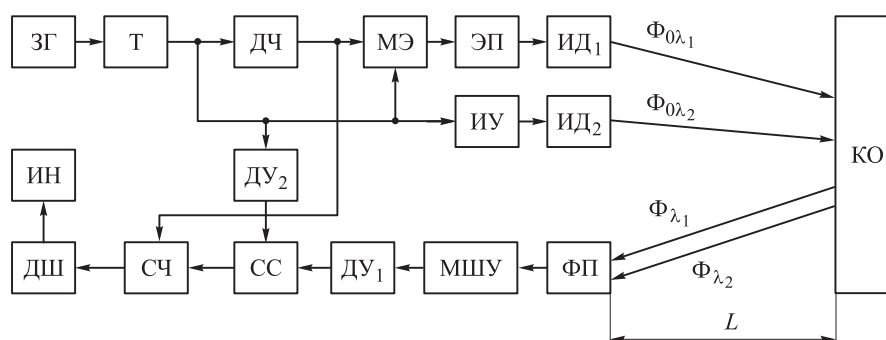 ЗГ
Т
ДЧ
МЭ
ЭП
ИД₁
Φ₀λ₁
ИУ
ИД₂
Φ₀λ₂
КО
ИН
ДУ₂
Φλ₁
ДШ
СЧ
СС
ДУ₁
МШУ
ФП
Φλ₂
L